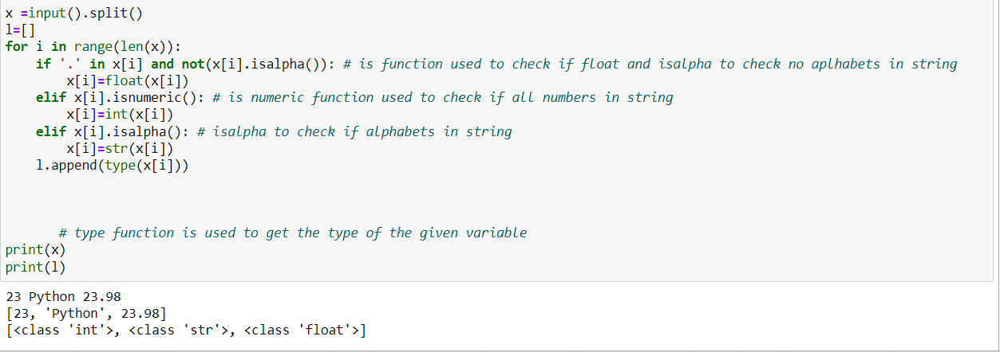 x =input().split()
l=[]
for i in range(len(x)):
    if '.' in x[i] and not(x[i].isalpha()): # is function used to check if float and isalpha to check no aplhabets in string
        x[i]=float(x[i])
    elif x[i].isnumeric(): # is numeric function used to check if all numbers in string
        x[i]=int(x[i])
    elif x[i].isalpha(): # isalpha to check if alphabets in string
        x[i]=str(x[i])
    l.append(type(x[i]))
       # type function is used to get the type of the given variable
print(x)
print(l)
23 Python 23.98
[23, 'Python', 23.98]
[<class 'int'>, <class 'str'>, <class 'float'>]